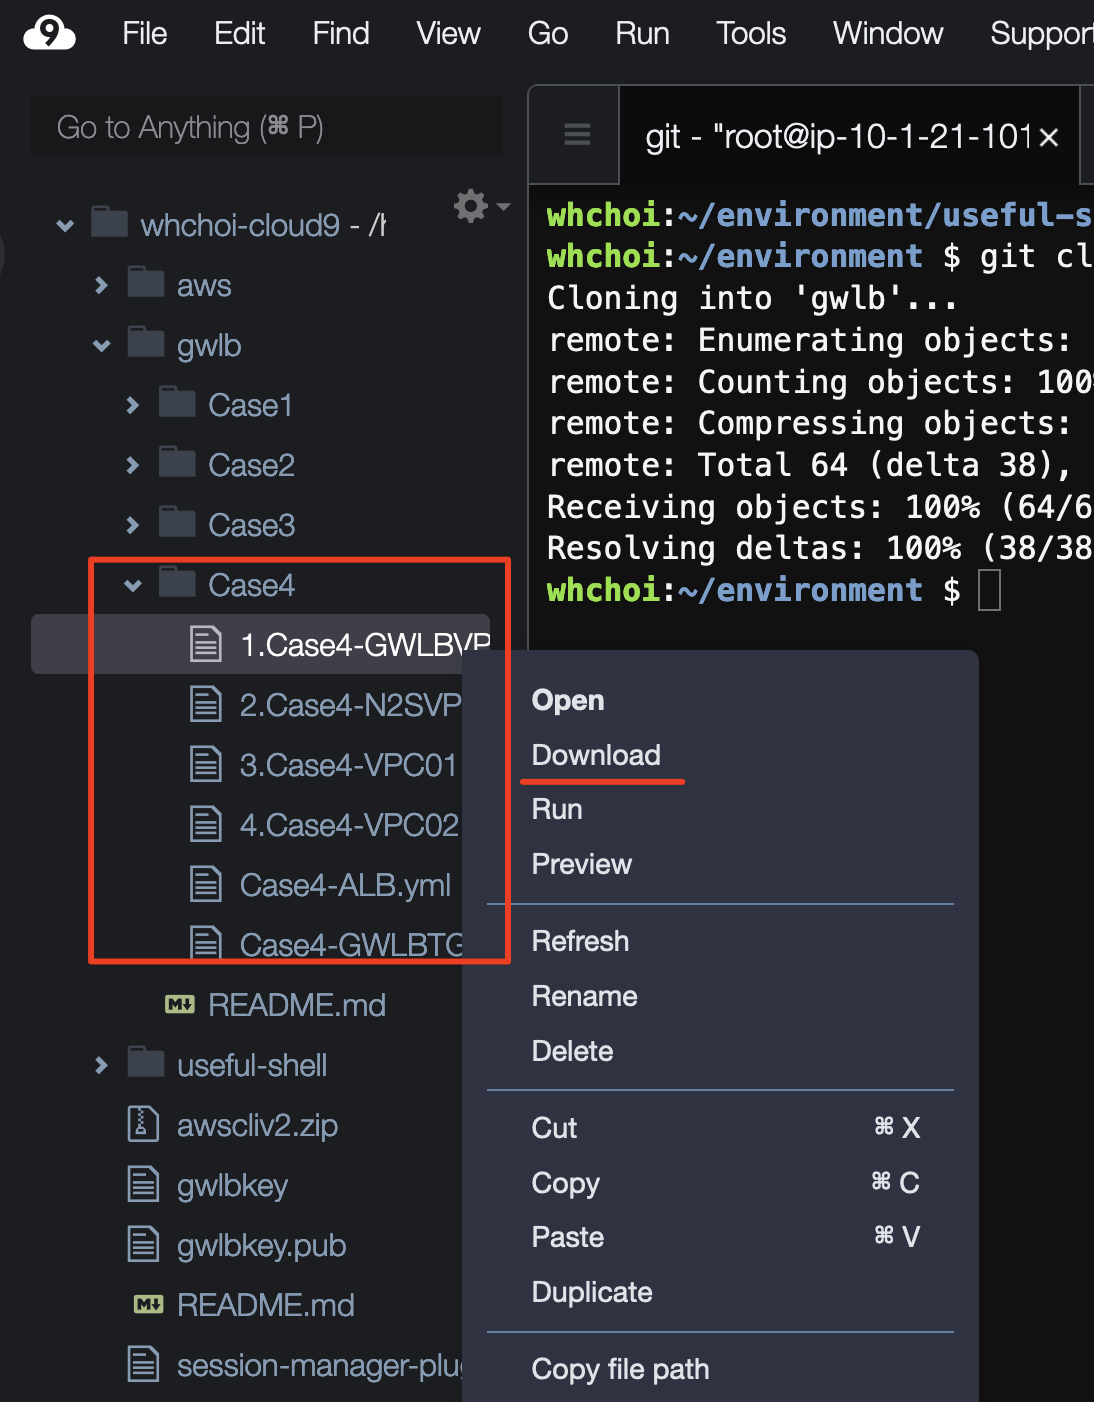 9 File Edit Find View Go Run Tools Window Support
Go to Anything (⌘ P)
whchoi-cloud9 - /h
aws
gwlb
Case1
Case2
Case3
Case4
1.Case4-GWLBVP
2.Case4-N2SVP
3.Case4-VPC01
4.Case4-VPC02
Case4-ALB.yml
Case4-GWLBTG
README.md
useful-shell
awscliv2.zip
gwlbkey
gwlbkey.pub
README.md
session-manager-plug
git - "root@ip-10-1-21-101 ×
whchoi:~/environment/useful-s
whchoi:~/environment $ git cl
Cloning into 'gwlb'...
remote: Enumerating objects:
remote: Counting objects: 100%
remote: Compressing objects:
remote: Total 64 (delta 38),
Receiving objects: 100% (64/6
Resolving deltas: 100% (38/38
whchoi:~/environment $
Open
Download
Run
Preview
Refresh
Rename
Delete
Cut ⌘ X
Copy ⌘ C
Paste ⌘ V
Duplicate
Copy file path